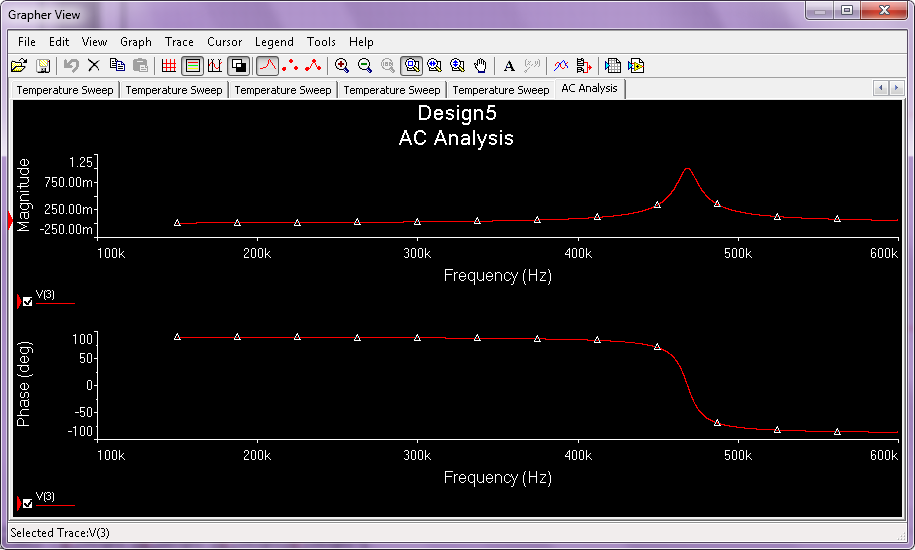 Grapher View
File Edit View Graph Trace Cursor Legend Tools Help
A (x,y)
Temperature Sweep Temperature Sweep Temperature Sweep Temperature Sweep Temperature Sweep AC Analysis
Design5
AC Analysis
Magnitude
1.25
750.00m
250.00m
-250.00m
100k 200k 300k 400k 500k 600k
Frequency (Hz)
V(3)
Phase (deg)
100
50
0
-50
-100
100k 200k 300k 400k 500k 600k
Frequency (Hz)
V(3)
Selected Trace:V(3)